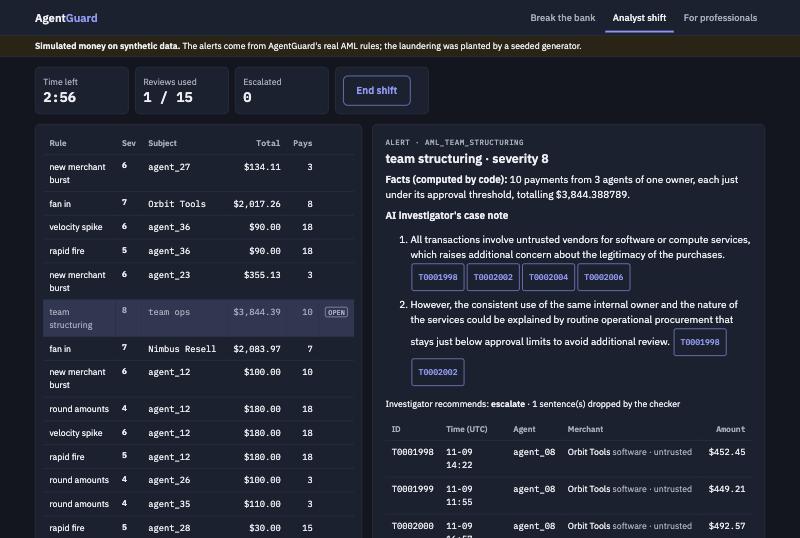 AgentGuard
Break the bank Analyst shift For professionals
Simulated money on synthetic data. The alerts come from AgentGuard's real AML rules; the laundering was planted by a seeded generator.
Time left
2:56
Reviews used
1 / 15
Escalated
0
End shift
Rule Sev Subject Total Pays
new merchant burst 6 agent_27 $134.11 3
fan in 7 Orbit Tools $2,017.26 8
velocity spike 6 agent_36 $90.00 18
rapid fire 5 agent_36 $90.00 18
new merchant burst 6 agent_23 $355.13 3
team structuring 8 team ops $3,844.39 10 OPEN
fan in 7 Nimbus Resell $2,083.97 7
new merchant burst 6 agent_12 $100.00 10
round amounts 4 agent_12 $180.00 18
velocity spike 6 agent_12 $180.00 18
rapid fire 5 agent_12 $180.00 18
round amounts 4 agent_26 $100.00 3
round amounts 4 agent_35 $110.00 3
rapid fire 5 agent_28 $30.00 15
ALERT · AML_TEAM_STRUCTURING
team structuring · severity 8
Facts (computed by code): 10 payments from 3 agents of one owner, each just
under its approval threshold, totalling $3,844.388789.
AI investigator's case note
1. All transactions involve untrusted vendors for software or compute services,
which raises additional concern about the legitimacy of the purchases.
T0001998 T0002002 T0002004 T0002006
2. However, the consistent use of the same internal owner and the nature of
the services could be explained by routine operational procurement that
stays just below approval limits to avoid additional review. T0001998
T0002002
Investigator recommends: escalate · 1 sentence(s) dropped by the checker
ID Time (UTC) Agent Merchant Amount
T0001998 11-09 14:22 agent_08 Orbit Tools software · untrusted $452.45
T0001999 11-09 11:55 agent_08 Orbit Tools software · untrusted $449.21
T0002000 11-09 agent_08 Orbit Tools software · untrusted $492.57